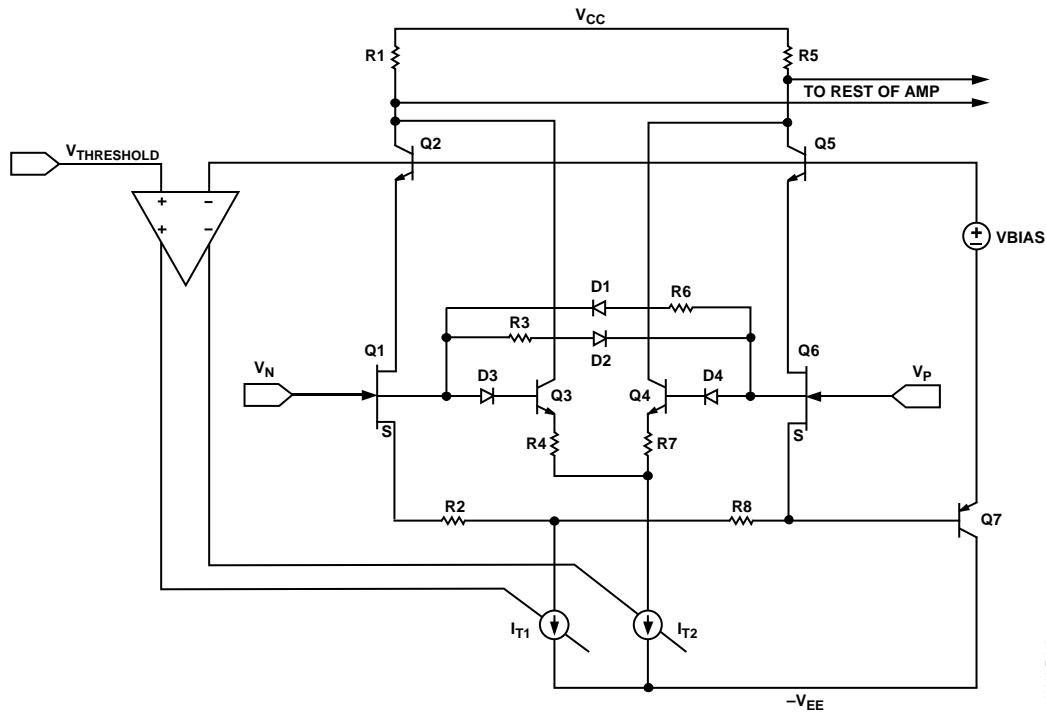 VCC
R1
R5
TO REST OF AMP
Q2
Q5
VTHRESHOLD
+ −
+ −
+
−
VBIAS
D1
R6
R3
D2
Q1
Q6
VN
VP
D3
Q3
Q4
D4
S
S
R4
R7
R2
R8
Q7
IT1
IT2
−VEE